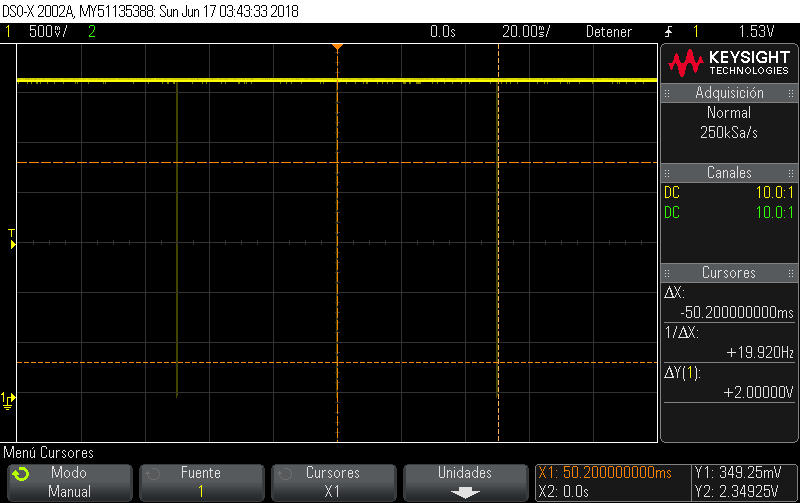 DSO-X 2002A, MY51135388: Sun Jun 17 03:43:33 2018
1 500mV/ 2 0.0s 20.00ms/ Detener 1 1.53V
KEYSIGHT
TECHNOLOGIES
Adquisición
Normal
250kSa/s
Canales
DC 10.0:1
DC 10.0:1
T
Cursores
ΔX:
-50.200000000ms
1/ΔX:
+19.920Hz
ΔY(1):
+2.00000V
1
Menú Cursores
Modo
Manual
Fuente
1
Cursores
X1
Unidades
X1: 50.200000000ms
X2: 0.0s
Y1: 349.25mV
Y2: 2.34925V